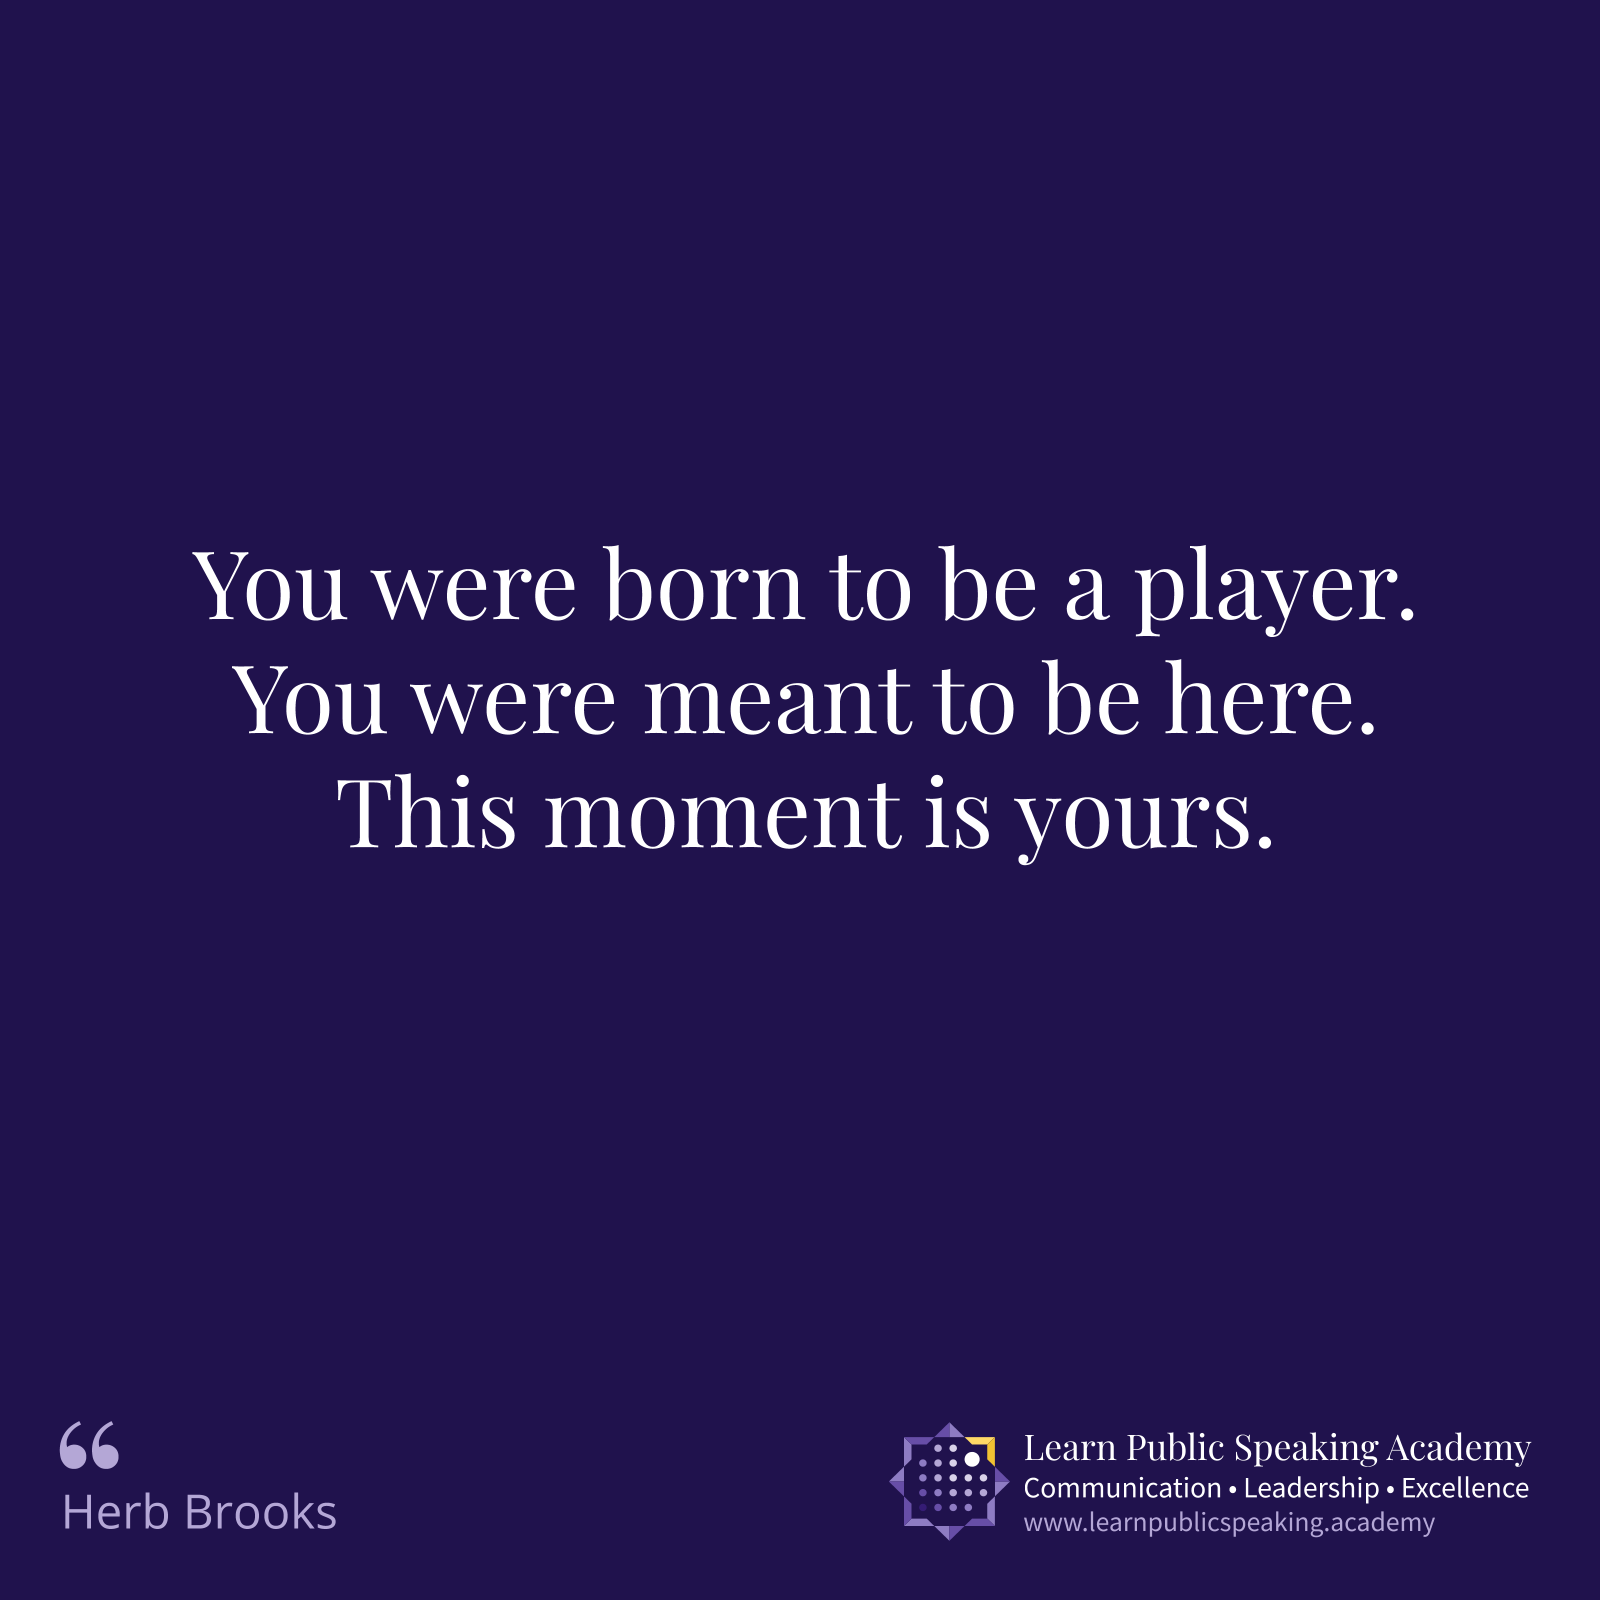 You were born to be a player.
You were meant to be here.
This moment is yours.
“
Herb Brooks
Learn Public Speaking Academy
Communication • Leadership • Excellence
www.learnpublicspeaking.academy